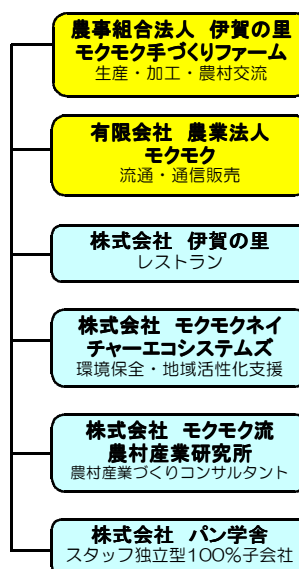 農事組合法人 伊賀の里
モクモク手づくりファーム
生産・加工・農村交流
有限会社 農業法人
モクモク
流通・通信販売
株式会社 伊賀の里
レストラン
株式会社 モクモクネイ
チャーエコシステムズ
環境保全・地域活性化支援
株式会社 モクモク流
農村産業研究所
農村産業づくりコンサルタント
株式会社 パン学舎
スタッフ独立型100%子会社